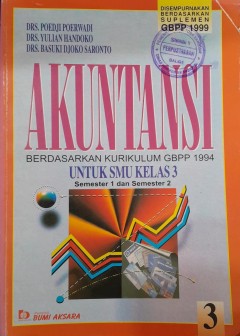 DRS. POEDJI POERWADI
DRS. YULIAN HANDOKO
DRS. BASUKI DJOKO SARONTO
DISEMPURNAKAN
BERDASARKAN
SUPLEMEN
GBPP 1999
PERPUSTAKAAN
AKUNTANSI
BERDASARKAN KURIKULUM GBPP 1994
UNTUK SMU KELAS 3
Semester 1 dan Semester 2
BUMI AKSARA
3